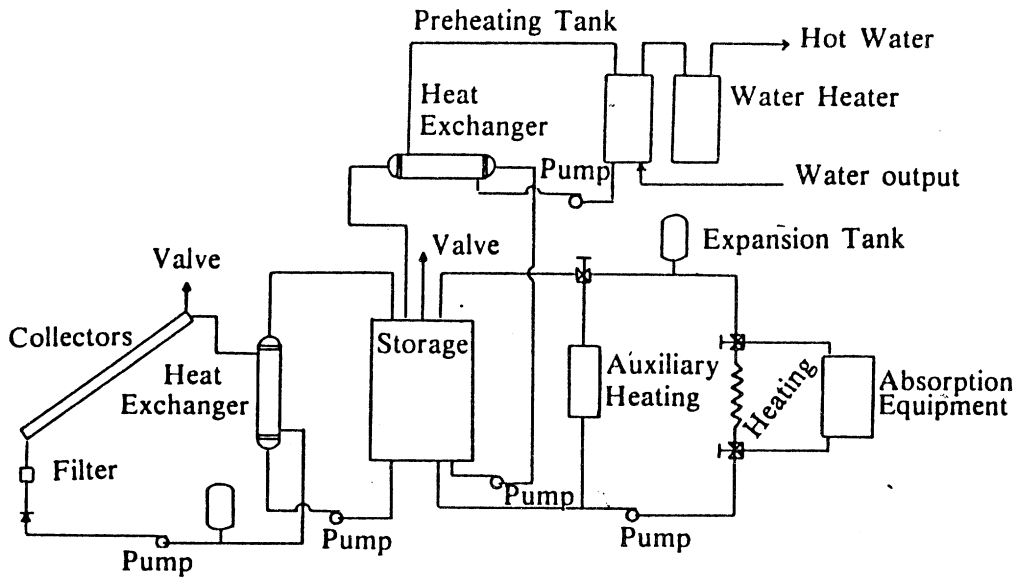 Preheating Tank
Hot Water
Heat
Exchanger
Water Heater
Pump
Water output
Valve
Expansion Tank
Valve
Collectors
Storage
Heat
Exchanger
Auxiliary
Heating
Heating
Absorption
Equipment
Filter
Pump
Pump
Pump
Pump